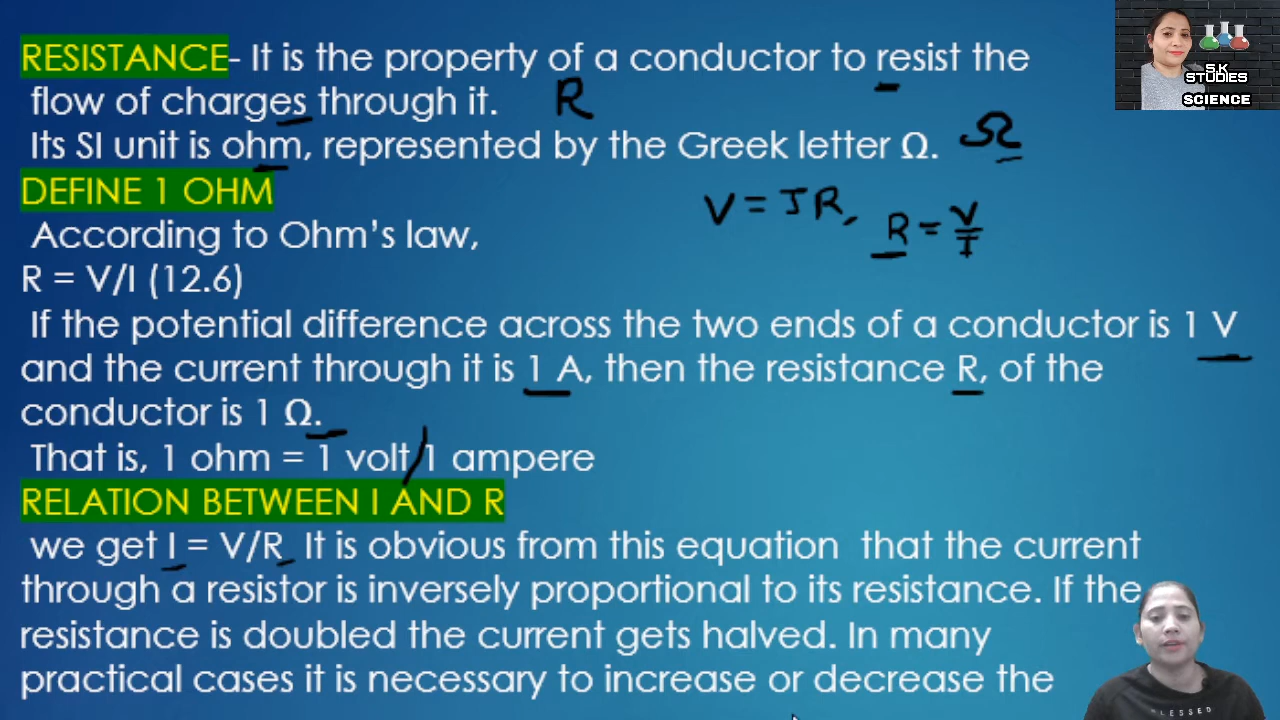 RESISTANCE- It is the property of a conductor to resist the
flow of charges through it. R
Its SI unit is ohm, represented by the Greek letter Ω. Ω
DEFINE 1 OHM
V = IR, R = V/I
According to Ohm's law,
R = V/I (12.6)
If the potential difference across the two ends of a conductor is 1 V
and the current through it is 1 A, then the resistance R, of the
conductor is 1 Ω.
That is, 1 ohm = 1 volt/1 ampere
RELATION BETWEEN I AND R
we get I = V/R It is obvious from this equation that the current
through a resistor is inversely proportional to its resistance. If the
resistance is doubled the current gets halved. In many
practical cases it is necessary to increase or decrease the
S.K
STUDIES
SCIENCE
BLESSED